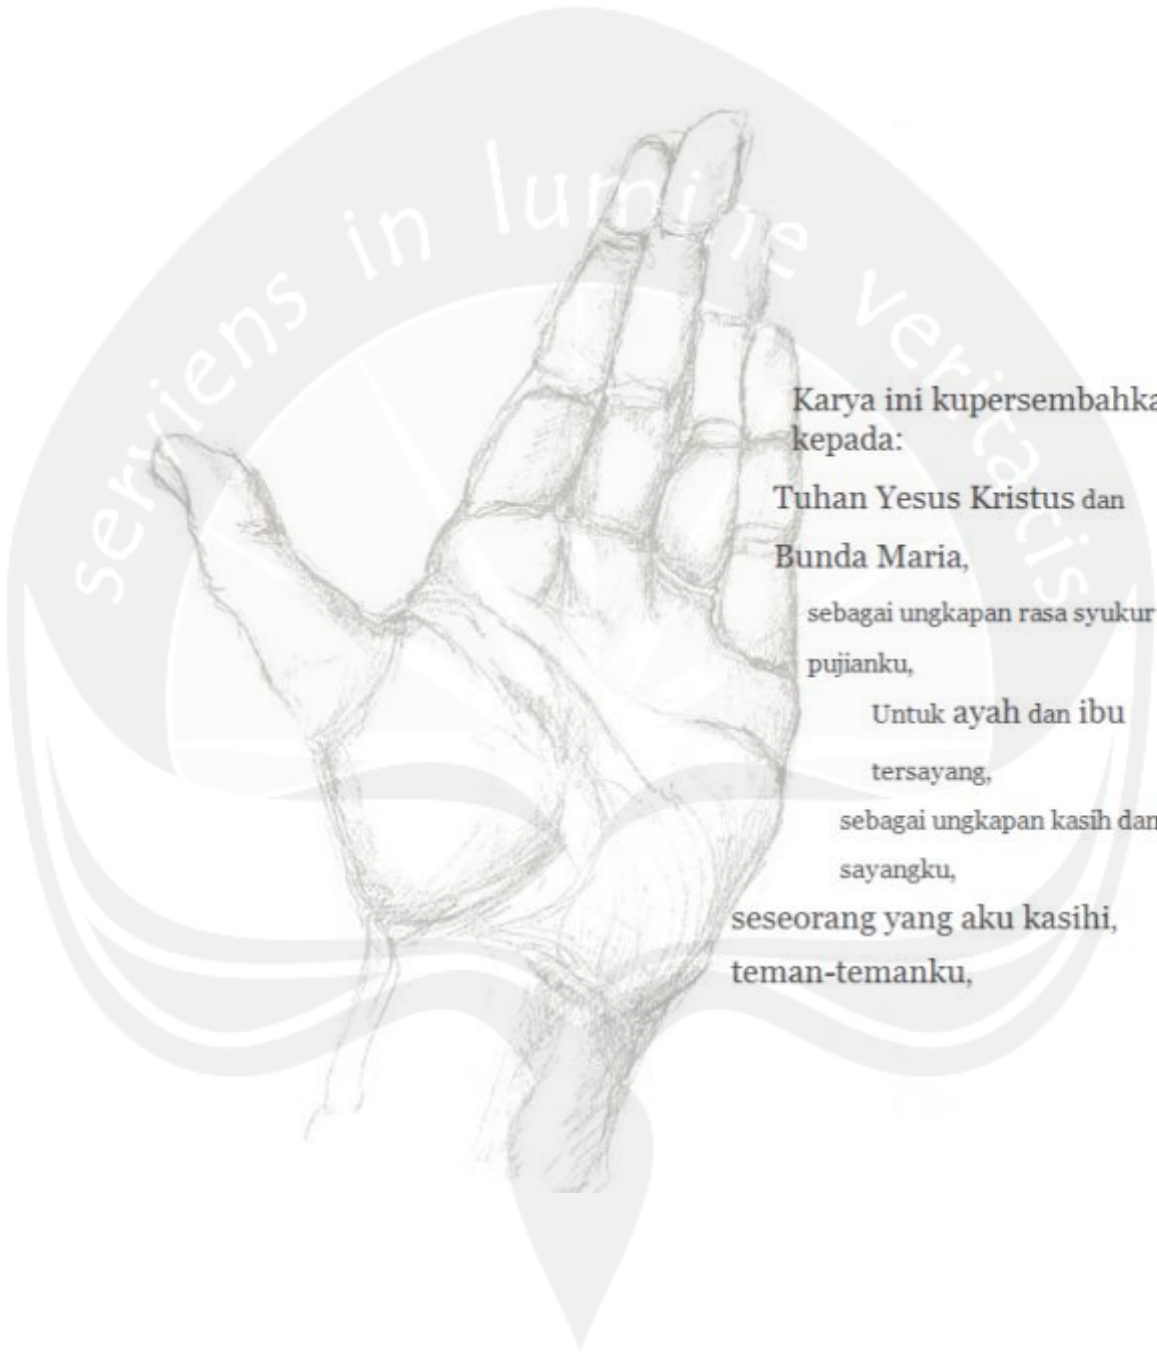 serviens in lumine veritatis
Karya ini kupersembahka
kepada:
Tuhan Yesus Kristus dan
Bunda Maria,
sebagai ungkapan rasa syukur
pujianku,
Untuk ayah dan ibu
tersayang,
sebagai ungkapan kasih dan
sayangku,
seseorang yang aku kasihi,
teman-temanku,